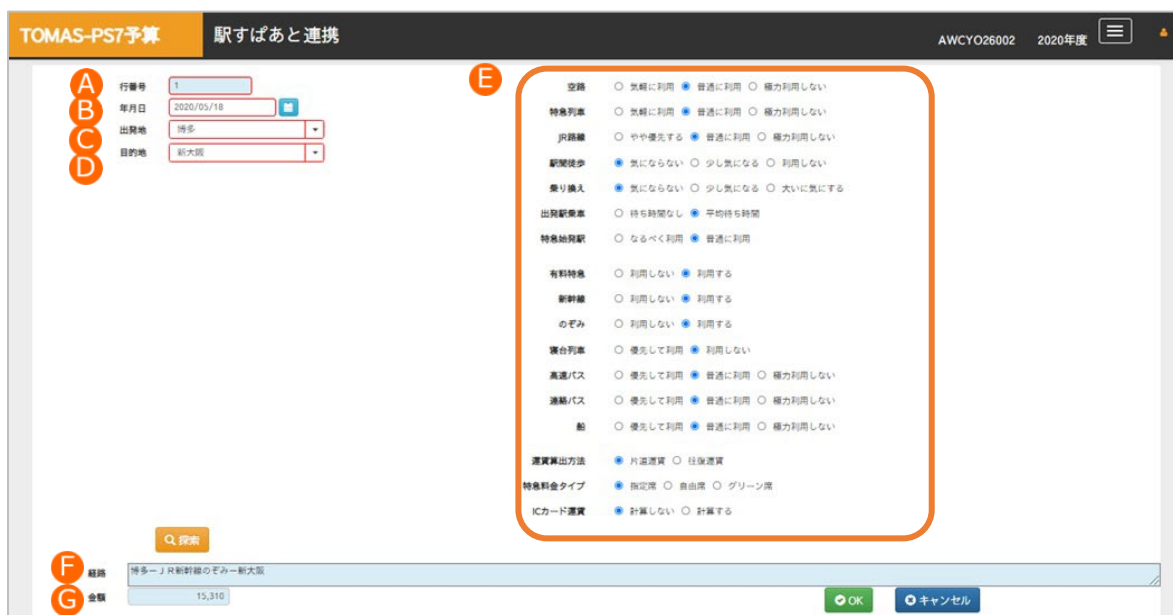 TOMAS-PS7予算 駅すぱあと連携 AWCYO26002 2020年度
A 行番号 1
B 年月日 2020/05/18
C 出発地 博多
D 目的地 新大阪
E
空路 気軽に利用 普通に利用 極力利用しない
特急列車 気軽に利用 普通に利用 極力利用しない
JR路線 やや優先する 普通に利用 極力利用しない
駅間徒歩 気にならない 少し気になる 利用しない
乗り換え 気にならない 少し気になる 大いに気にする
出発駅乗車 待ち時間なし 平均待ち時間
特急始発駅 なるべく利用 普通に利用
有料特急 利用しない 利用する
新幹線 利用しない 利用する
のぞみ 利用しない 利用する
寝台列車 優先して利用 利用しない
高速バス 優先して利用 普通に利用 極力利用しない
連絡バス 優先して利用 普通に利用 極力利用しない
船 優先して利用 普通に利用 極力利用しない
運賃算出方法 片道運賃 往復運賃
特急料金タイプ 指定席 自由席 グリーン席
ICカード運賃 計算しない 計算する
探索
F 経路 博多ーJR新幹線のぞみー新大阪
G 金額 15,310
OK キャンセル